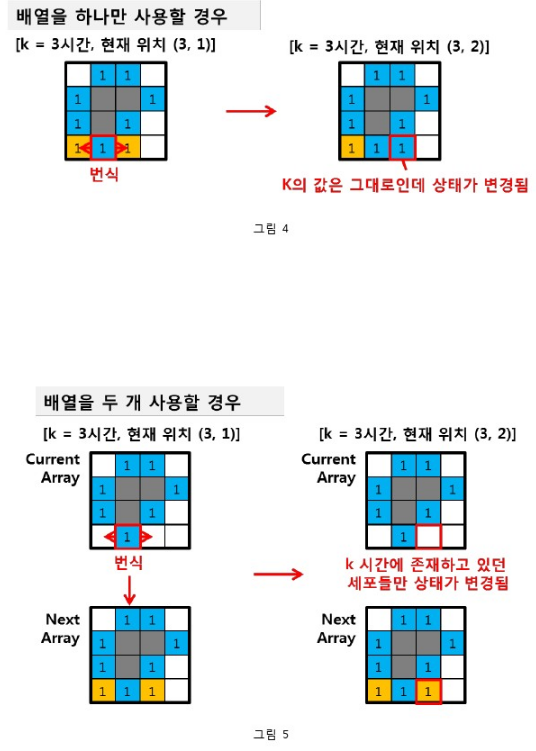 배열을 하나만 사용할 경우
[k = 3시간, 현재 위치 (3, 1)]
[k = 3시간, 현재 위치 (3, 2)]
1 1
1 1
1 1
1 1 1
1 1
1 1
1 1
1 1 1
번식
K의 값은 그대로인데 상태가 변경됨
그림 4
배열을 두 개 사용할 경우
[k = 3시간, 현재 위치 (3, 1)]
[k = 3시간, 현재 위치 (3, 2)]
Current
Array
1 1
1 1
1 1
1
Current
Array
1 1
1 1
1 1
1
번식
k 시간에 존재하고 있던
세포들만 상태가 변경됨
Next
Array
1 1
1 1
1 1
1 1 1
Next
Array
1 1
1 1
1 1
1 1 1
그림 5